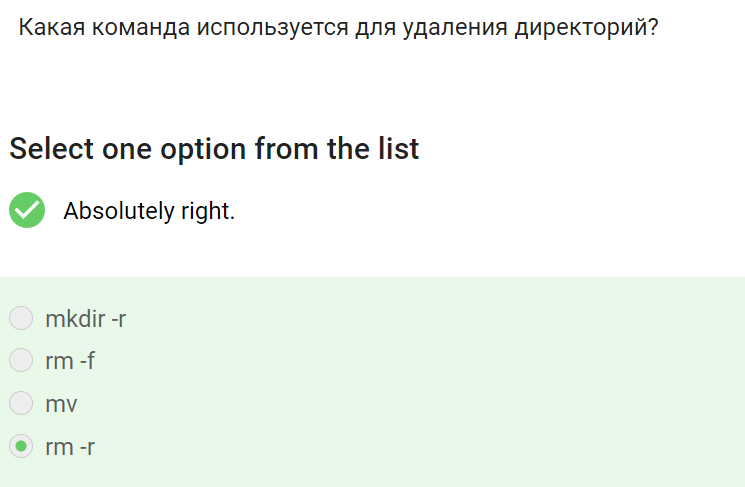 Какая команда используется для удаления директорий?
Select one option from the list
Absolutely right.
mkdir -r
rm -f
mv
rm -r